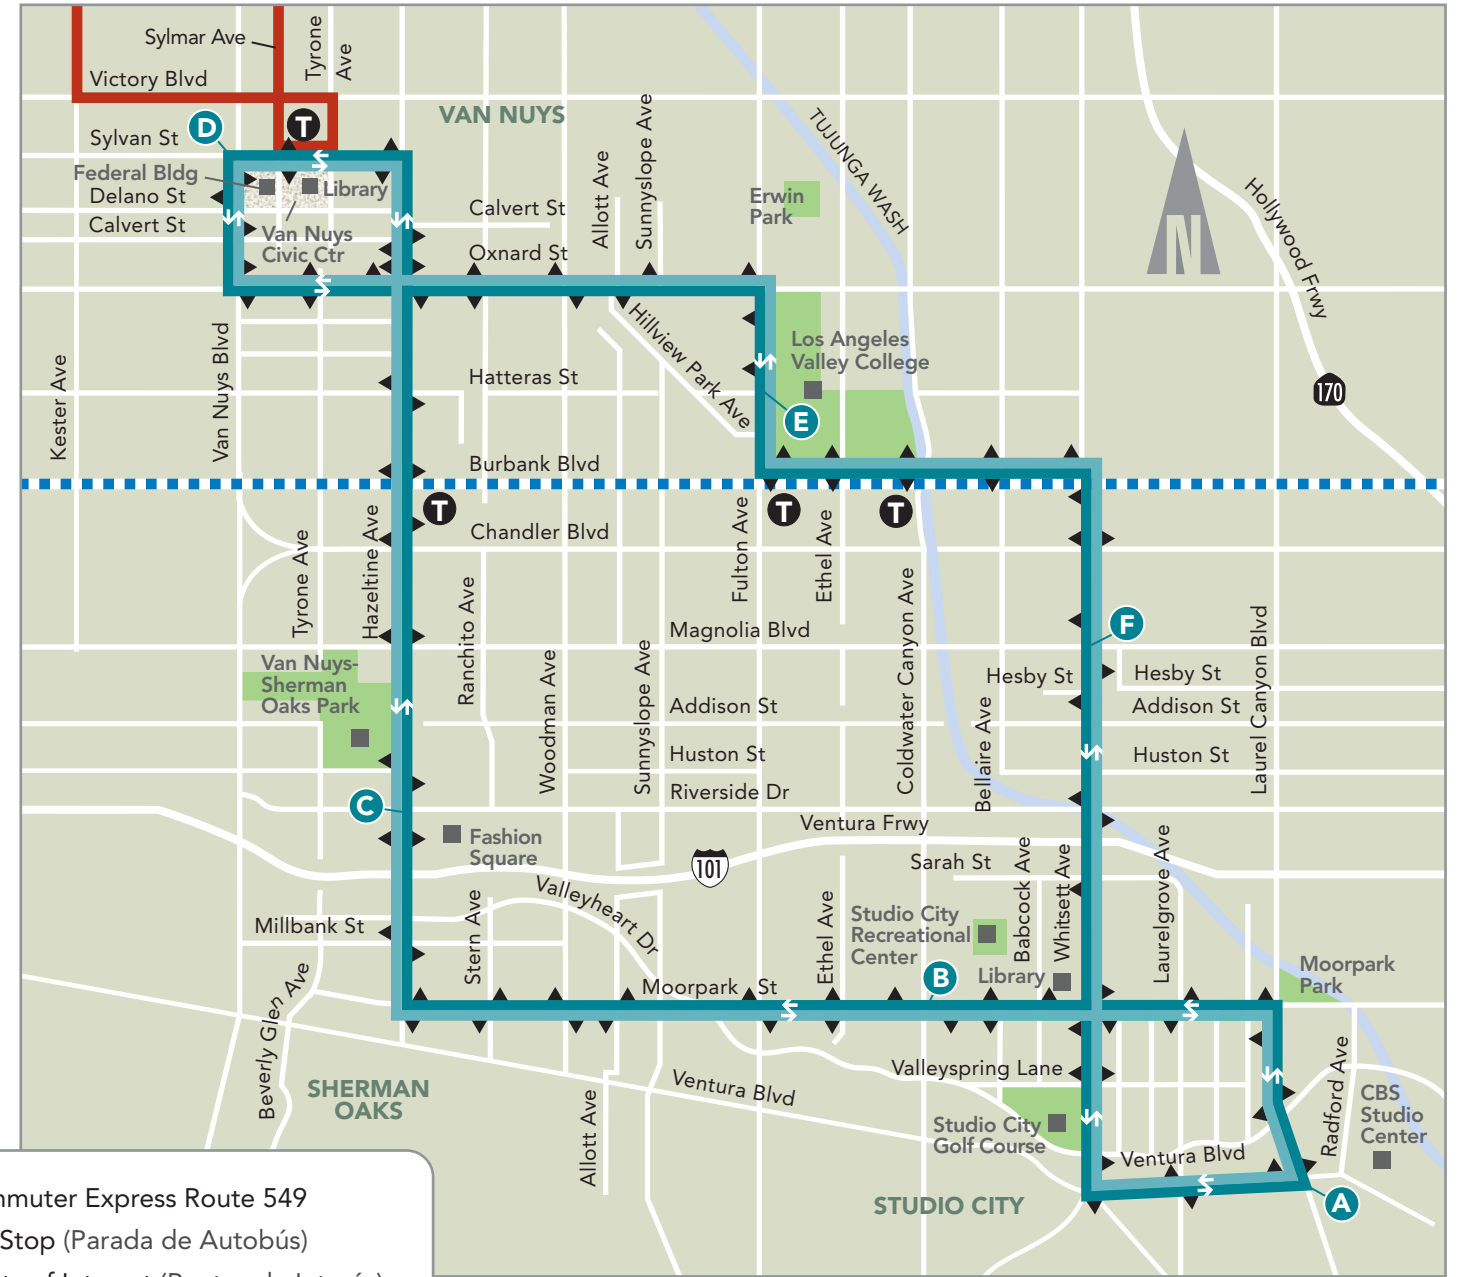 Sylmar Ave
Tyrone
Ave
Victory Blvd
T
D
VAN NUYS
Sylvan St
TUJUNGA WASH
Federal Bldg
Library
Delano St
Calvert St
Van Nuys
Civic Ctr
Calvert St
Oxnard St
Allott Ave
Sunnyslope Ave
Erwin
Park
N
Hollywood Frwy
170
Kester Ave
Van Nuys Blvd
Hatteras St
Hillview Park Ave
Los Angeles
Valley College
E
Burbank Blvd
T
T
T
Chandler Blvd
Tyrone Ave
Hazeltine Ave
Ranchito Ave
Fulton Ave
Ethel Ave
Coldwater Canyon Ave
F
Laurel Canyon Blvd
Magnolia Blvd
Van Nuys-
Sherman
Oaks Park
Woodman Ave
Sunnyslope Ave
Hesby St
Hesby St
Addison St
Addison St
Bellaire Ave
Huston St
Huston St
Riverside Dr
C
Ventura Frwy
Fashion
Square
101
Sarah St
Babcock Ave
Whitsett Ave
Laurelgrove Ave
Valleyheart Dr
Stern Ave
Ethel Ave
Millbank St
Studio City
Recreational
Center
B
Library
Moorpark St
Moorpark
Park
Beverly Glen Ave
SHERMAN
OAKS
Allott Ave
Ventura Blvd
Valleyspring Lane
Studio City
Golf Course
Radford Ave
CBS
Studio
Center
Ventura Blvd
STUDIO CITY
A
mmuter Express Route 549
Stop (Parada de Autobús)